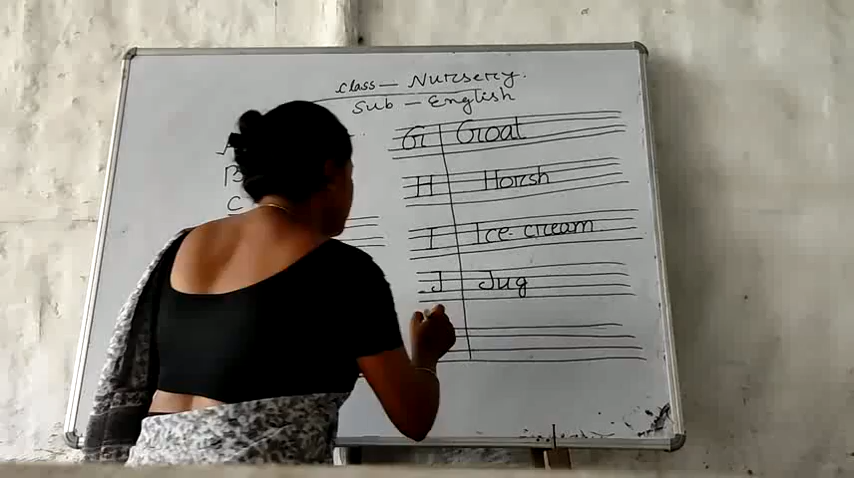 Class — Nursery.
Sub — English
A
B
C
G Goat
H Horsh
I Ice-cream
J Jug